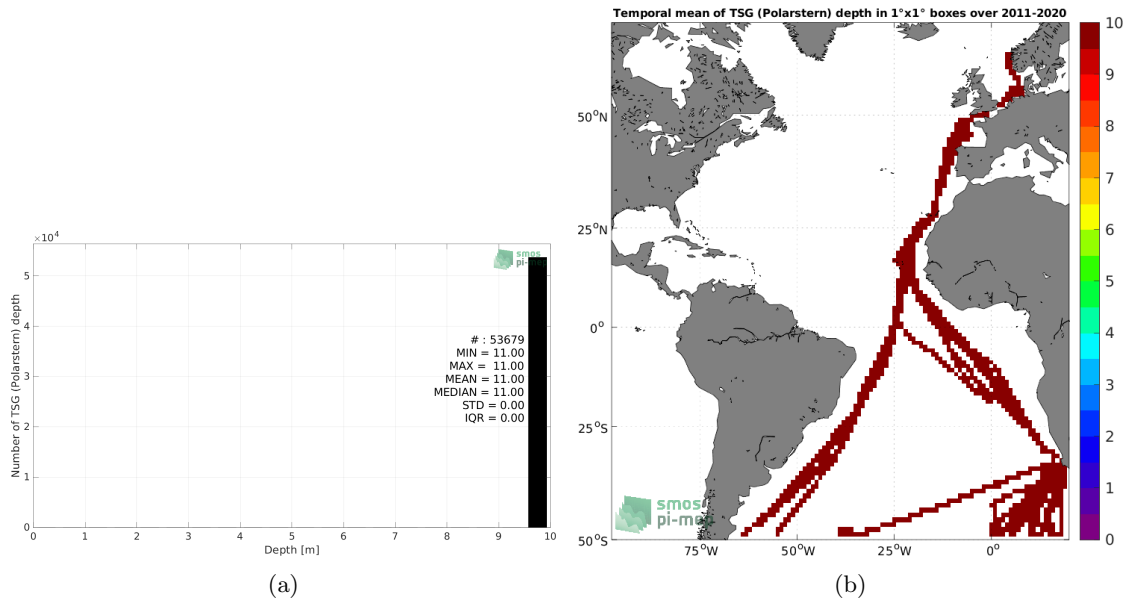 ×10⁴
5
4
3
2
1
0
Number of TSG (Polarstern) depth
smos
# : 53679
MIN = 11.00
MAX = 11.00
MEAN = 11.00
MEDIAN = 11.00
STD = 0.00
IQR = 0.00
0 1 2 3 4 5 6 7 8 9 10
Depth [m]
(a)
Temporal mean of TSG (Polarstern) depth in 1°x1° boxes over 2011-2020
50°N
25°N
0°
25°S
50°S
75°W 50°W 25°W 0°
smos
pi-mep
10
9
8
7
6
5
4
3
2
1
0
(b)